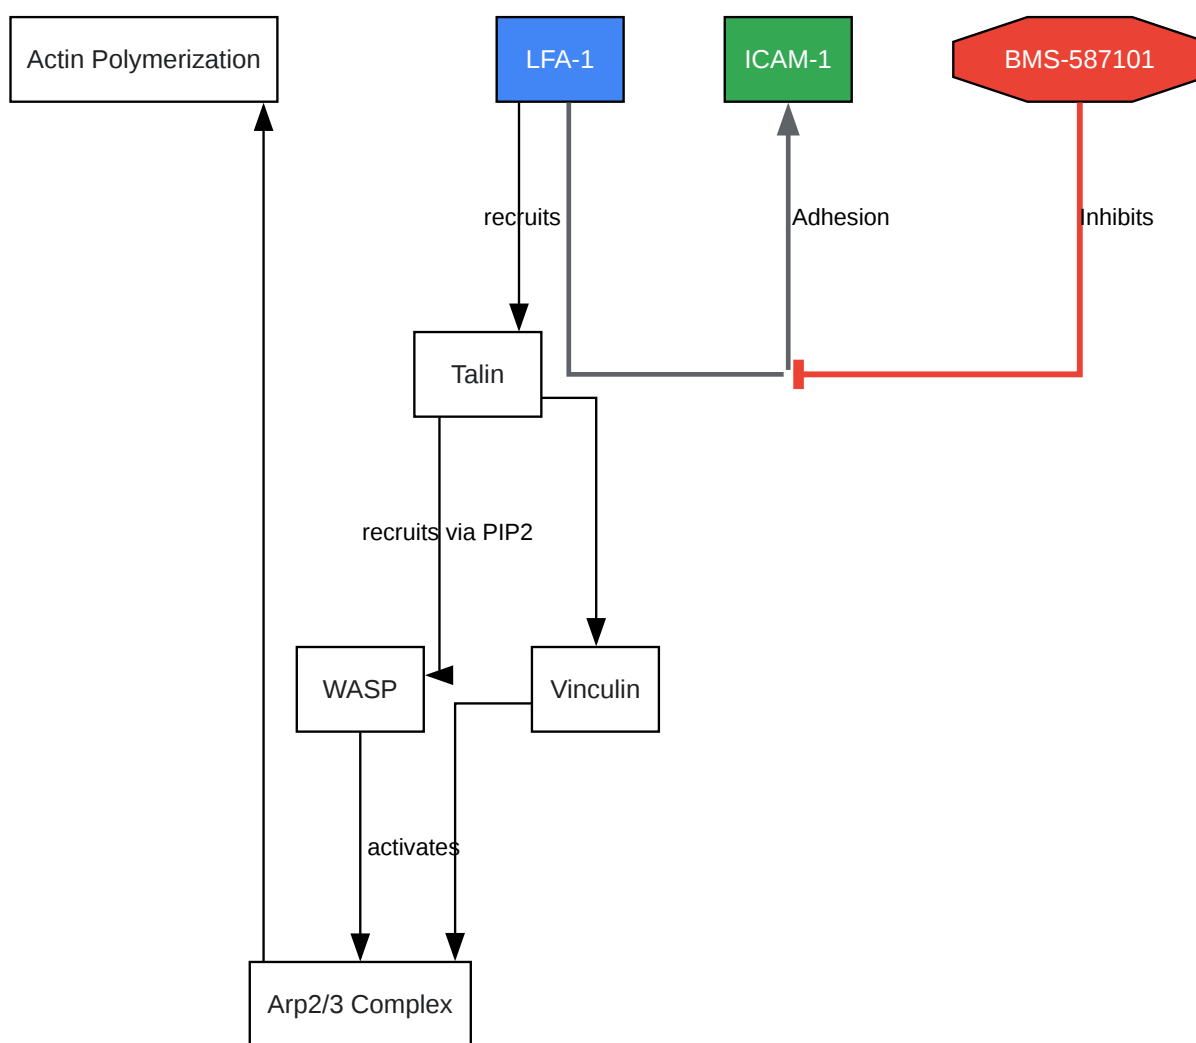 Actin Polymerization
LFA-1
ICAM-1
BMS-587101
recruits
Adhesion
Inhibits
Talin
recruits via PIP2
WASP
Vinculin
activates
Arp2/3 Complex